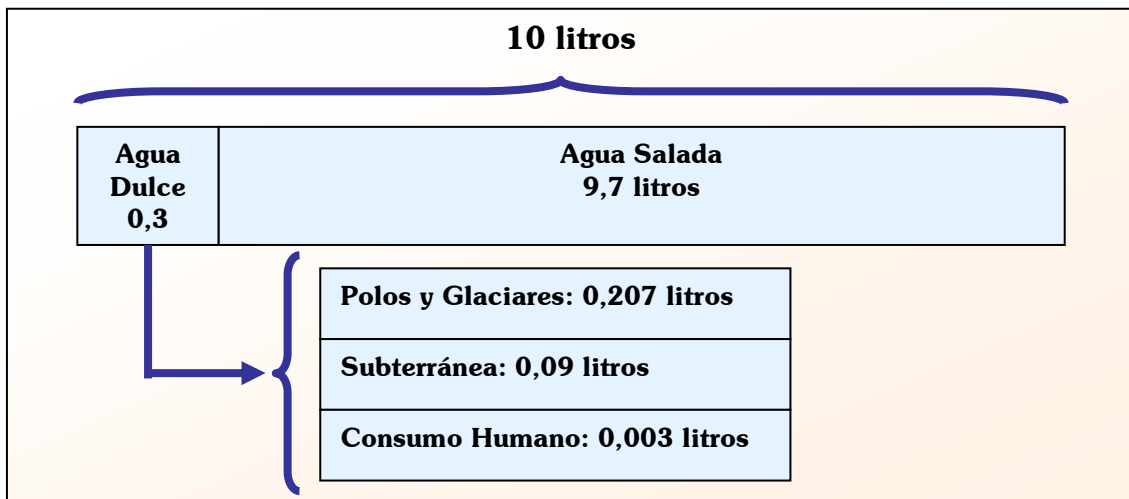 10 litros
Agua
Dulce
0,3
Agua Salada
9,7 litros
Polos y Glaciares: 0,207 litros
Subterránea: 0,09 litros
Consumo Humano: 0,003 litros